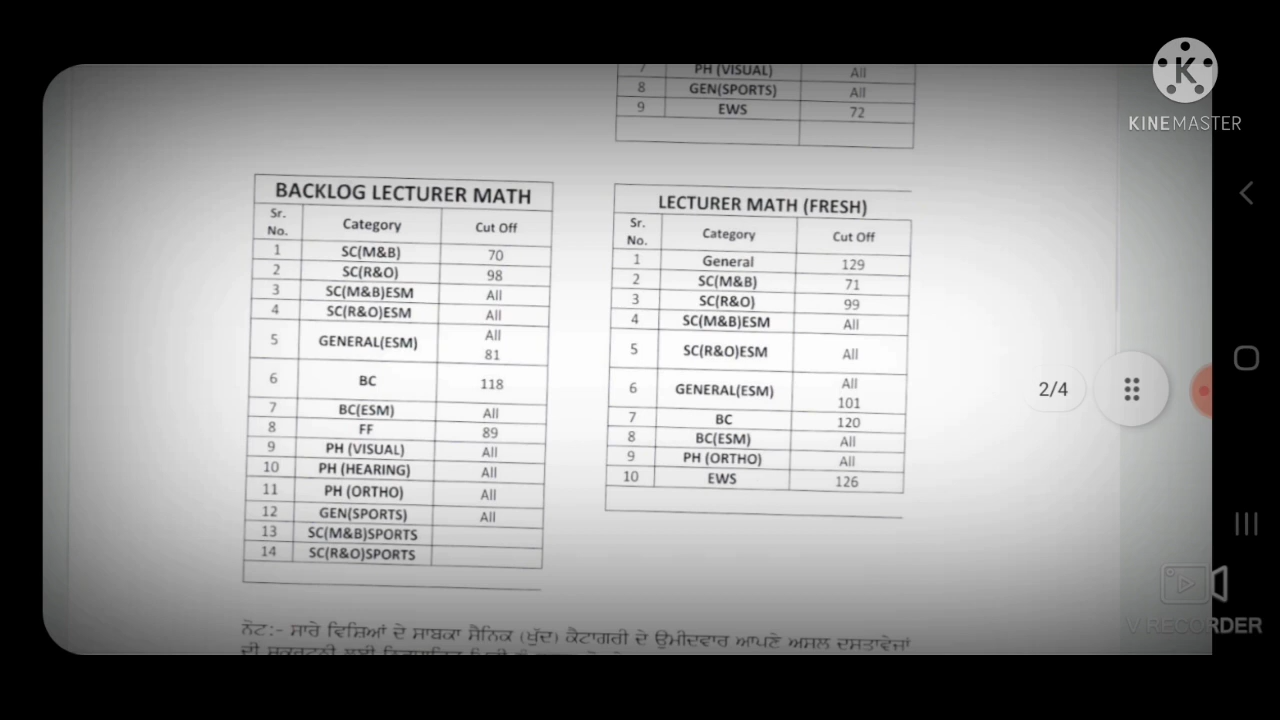 7 PH (VISUAL) All
8 GEN(SPORTS) All
9 EWS 72
KINEMASTER
BACKLOG LECTURER MATH
Sr. No. Category Cut Off
1 SC(M&B) 70
2 SC(R&O) 98
3 SC(M&B)ESM All
4 SC(R&O)ESM All
5 GENERAL(ESM) All 81
6 BC 118
7 BC(ESM) All
8 FF 89
9 PH (VISUAL) All
10 PH (HEARING) All
11 PH (ORTHO) All
12 GEN(SPORTS) All
13 SC(M&B)SPORTS
14 SC(R&O)SPORTS
LECTURER MATH (FRESH)
Sr. No. Category Cut Off
1 General 129
2 SC(M&B) 71
3 SC(R&O) 99
4 SC(M&B)ESM All
5 SC(R&O)ESM All
6 GENERAL(ESM) All 101
7 BC 120
8 BC(ESM) All
9 PH (ORTHO) All
10 EWS 126
2/4
V RECORDER
ਨੋਟ:- ਸਾਰੇ ਵਿਸ਼ਿਆਂ ਦੇ ਸਾਬਕਾ ਸੈਨਿਕ (ਖੁੱਦ) ਕੈਟਾਗਰੀ ਦੇ ਉਮੀਦਵਾਰ ਆਪਣੇ ਅਸਲ ਦਸਤਾਵੇਜਾਂ